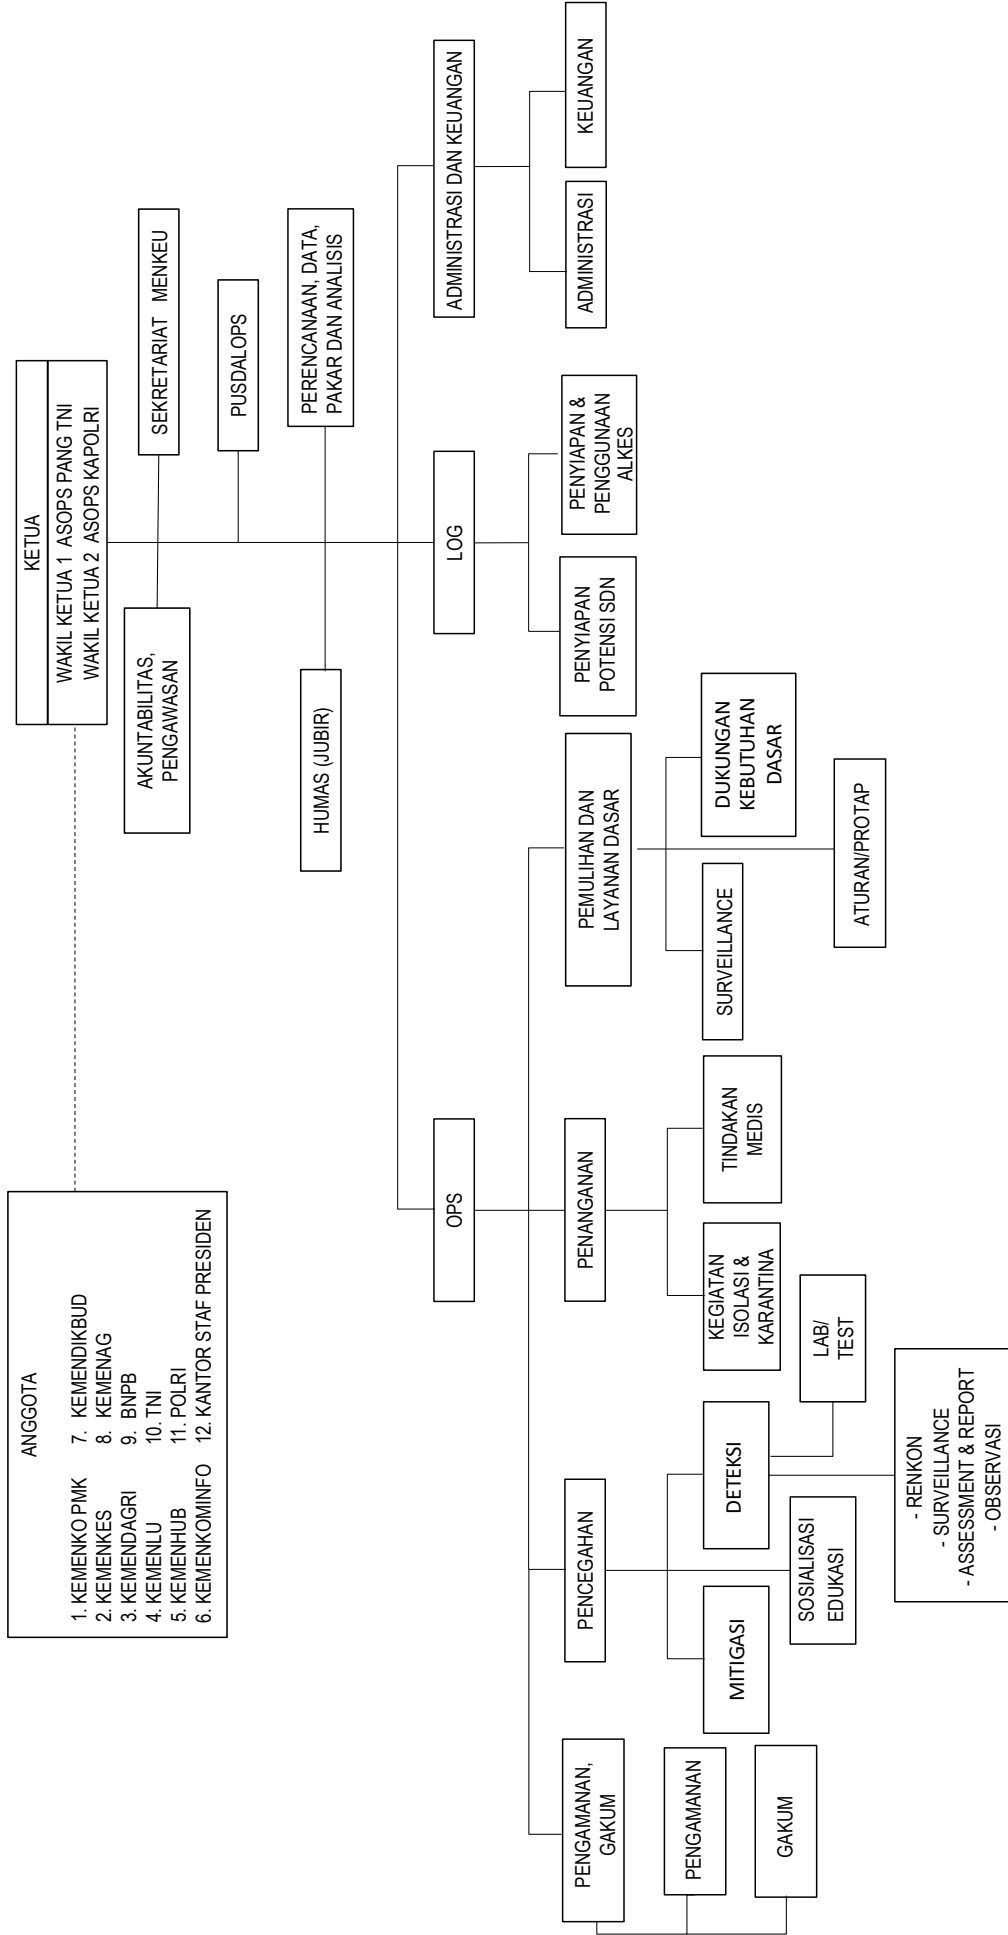 KETUA
WAKIL KETUA 1 ASOPS PANG TNI
WAKIL KETUA 2 ASOPS KAPOLRI
ANGGOTA
1. KEMENKO PMK
2. KEMENKES
3. KEMENDAGRI
4. KEMENLU
5. KEMENHUB
6. KEMENKOMINFO
7. KEMENDIKBUD
8. KEMENAG
9. BNPB
10. TNI
11. POLRI
12. KANTOR STAF PRESIDEN
AKUNTABILITAS,
PENGAWASAN
SEKRETARIAT MENKEU
PUSDALOPS
HUMAS (JUBIR)
PERENCANAAN, DATA,
PAKAR DAN ANALISIS
OPS
LOG
ADMINISTRASI DAN KEUANGAN
PENGAMANAN,
GAKUM
PENCEGAHAN
PENANGANAN
PEMULIHAN DAN
LAYANAN DASAR
PENYIAPAN
POTENSI SDN
PENYIAPAN &
PENGGUNAAN
ALKES
ADMINISTRASI
KEUANGAN
PENGAMANAN
GAKUM
MITIGASI
DETEKSI
SOSIALISASI
EDUKASI
LAB/
TEST
- RENKON
- SURVEILLANCE
- ASSESSMENT & REPORT
- OBSERVASI
KEGIATAN
ISOLASI &
KARANTINA
TINDAKAN
MEDIS
SURVEILLANCE
DUKUNGAN
KEBUTUHAN
DASAR
ATURAN/PROTAP